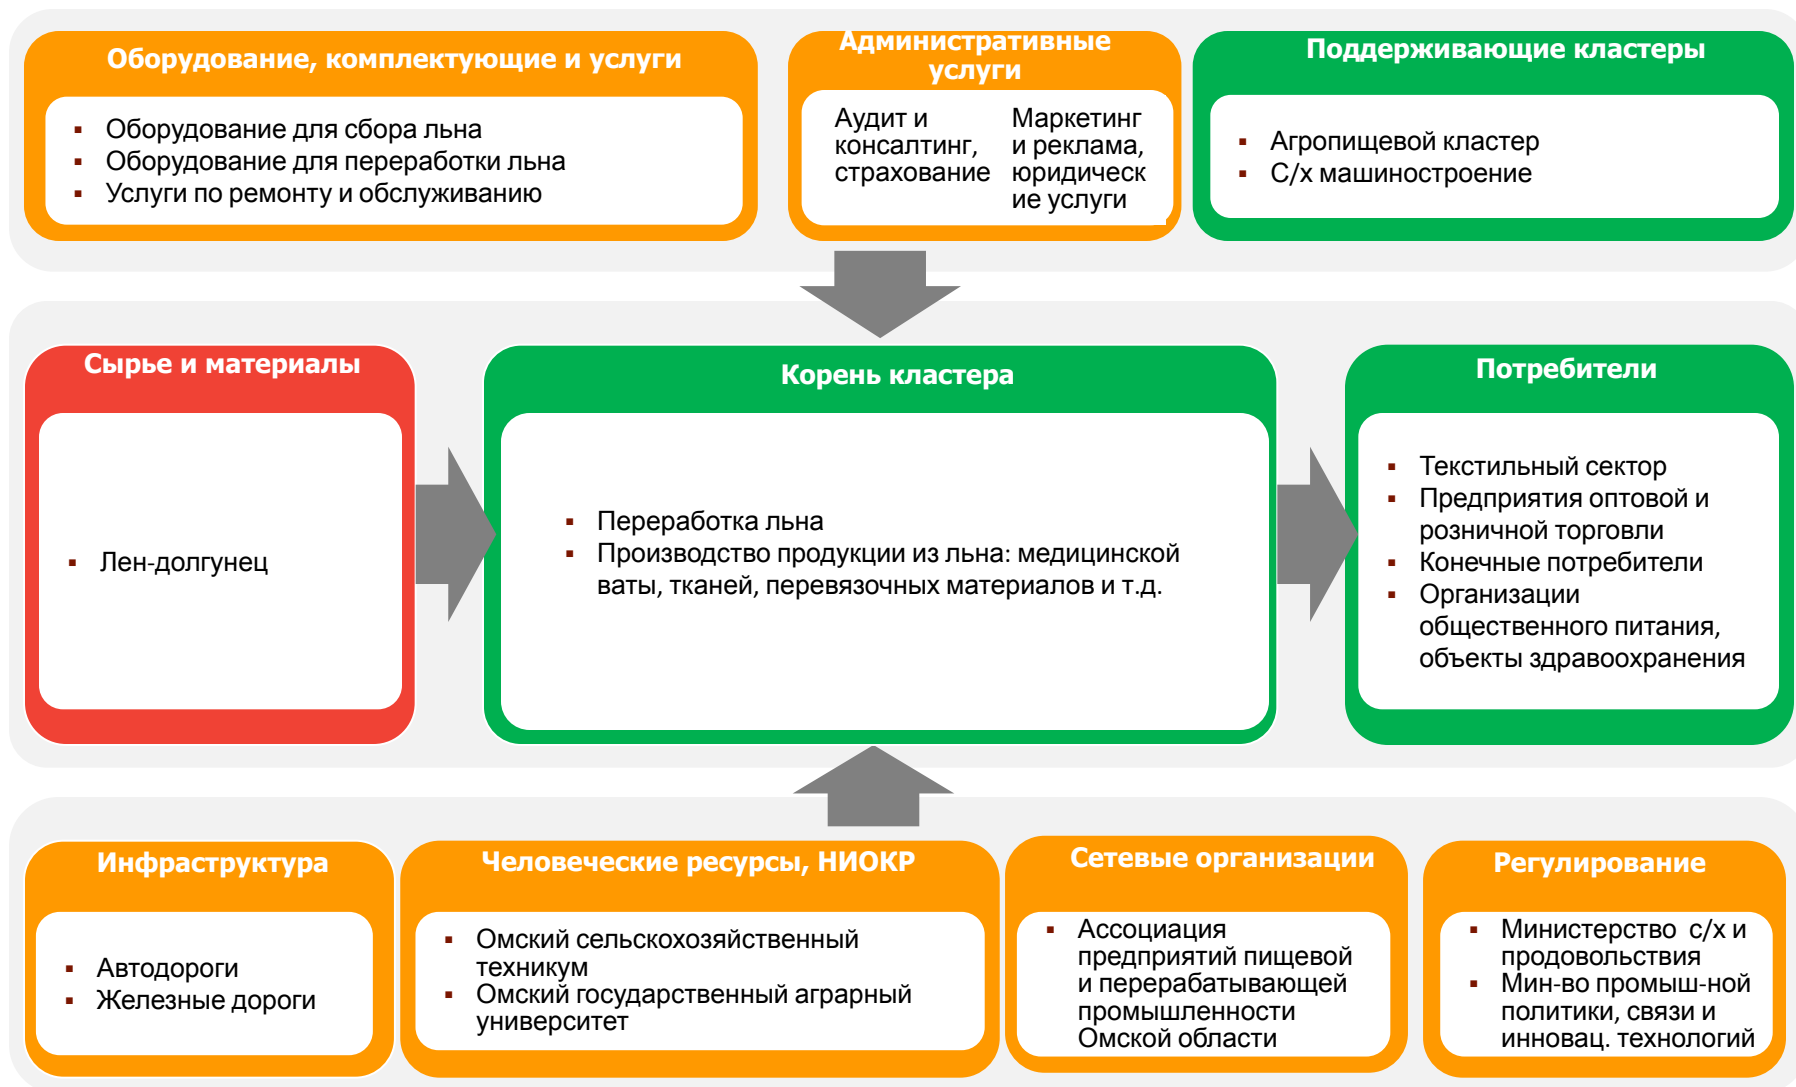 Оборудование, комплектующие и услуги
▪ Оборудование для сбора льна
▪ Оборудование для переработки льна
▪ Услуги по ремонту и обслуживанию
Административные
услуги
Аудит и
консалтинг,
страхование
Маркетинг
и реклама,
юридическ
ие услуги
Поддерживающие кластеры
▪ Агропищевой кластер
▪ С/х машиностроение
Сырье и материалы
▪ Лен-долгунец
Корень кластера
▪ Переработка льна
▪ Производство продукции из льна: медицинской
ваты, тканей, перевязочных материалов и т.д.
Потребители
▪ Текстильный сектор
▪ Предприятия оптовой и
розничной торговли
▪ Конечные потребители
▪ Организации
общественного питания,
объекты здравоохранения
Инфраструктура
▪ Автодороги
▪ Железные дороги
Человеческие ресурсы, НИОКР
▪ Омский сельскохозяйственный
техникум
▪ Омский государственный аграрный
университет
Сетевые организации
▪ Ассоциация
предприятий пищевой
и перерабатывающей
промышленности
Омской области
Регулирование
▪ Министерство с/х и
продовольствия
▪ Мин-во промыш-ной
политики, связи и
инновац. технологий